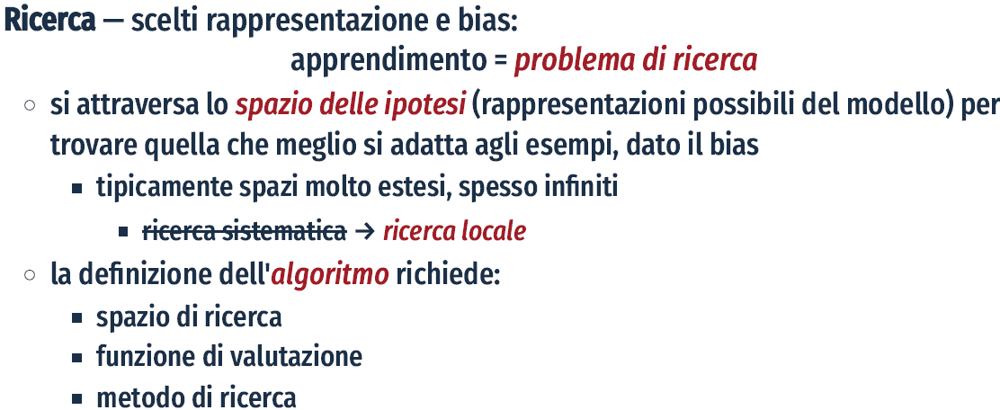 Ricerca — scelti rappresentazione e bias:
apprendimento = problema di ricerca
si attraversa lo spazio delle ipotesi (rappresentazioni possibili del modello) per
trovare quella che meglio si adatta agli esempi, dato il bias
tipicamente spazi molto estesi, spesso infiniti
ricerca sistematica → ricerca locale
la definizione dell'algoritmo richiede:
spazio di ricerca
funzione di valutazione
metodo di ricerca